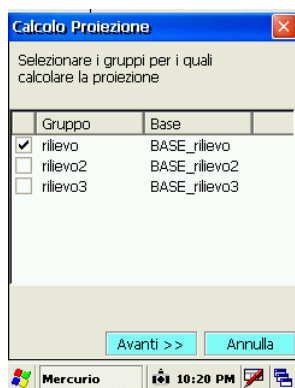 Calcolo Proiezione
Selezionare i gruppi per i quali
calcolare la proiezione
Gruppo Base
rilievo BASE_rilievo
rilievo2 BASE_rilievo2
rilievo3 BASE_rilievo3
Avanti >> Annulla
Mercurio 10:20 PM